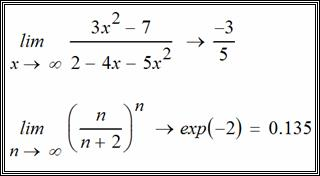 lim x → ∞ (3x² − 7) / (2 − 4x − 5x²) → −3/5
lim n → ∞ (n / (n + 2))ⁿ → exp(−2) = 0.135